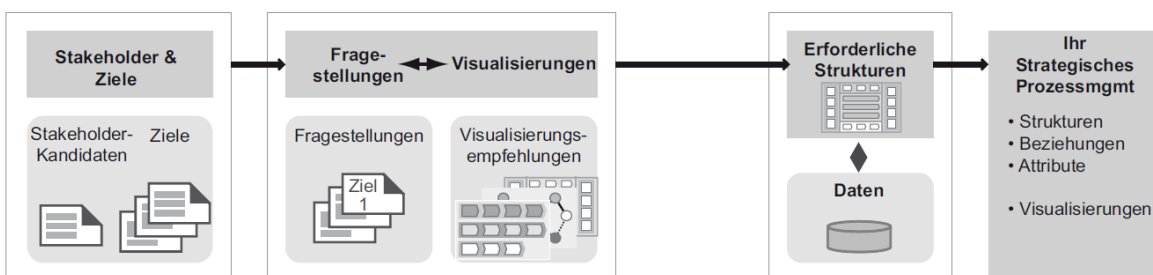 Stakeholder &
Ziele
Stakeholder-
Kandidaten
Ziele
Frage-
stellungen
Visualisierungen
Fragestellungen
Ziel
1
Visualisierungs-
empfehlungen
Erforderliche
Strukturen
Daten
Ihr
Strategisches
Prozessmgmt
• Strukturen
• Beziehungen
• Attribute
• Visualisierungen